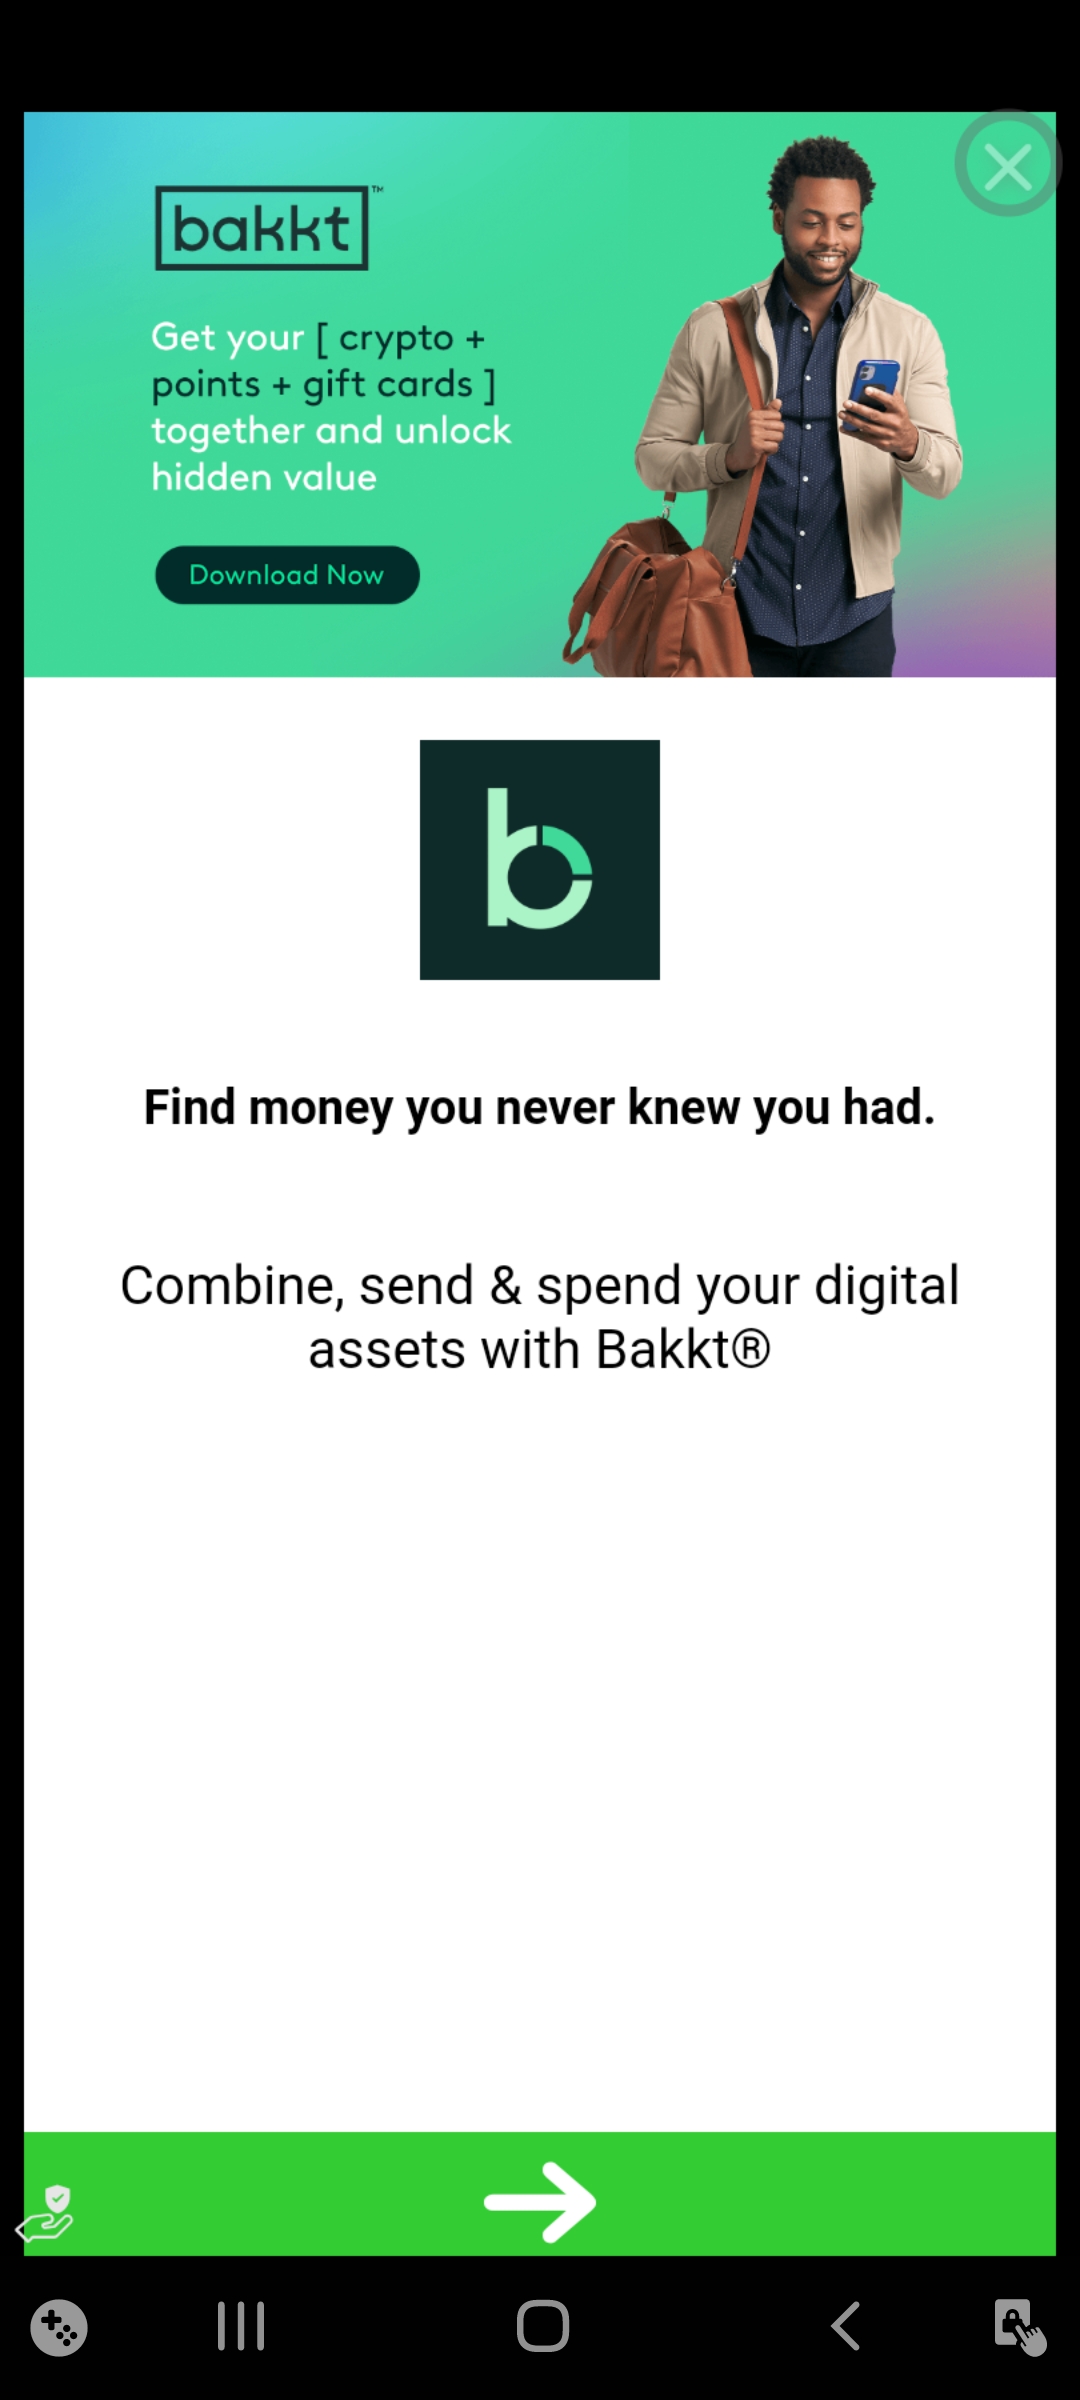 bakkt™
Get your [ crypto +
points + gift cards ]
together and unlock
hidden value
Download Now
b
Find money you never knew you had.
Combine, send & spend your digital
assets with Bakkt®